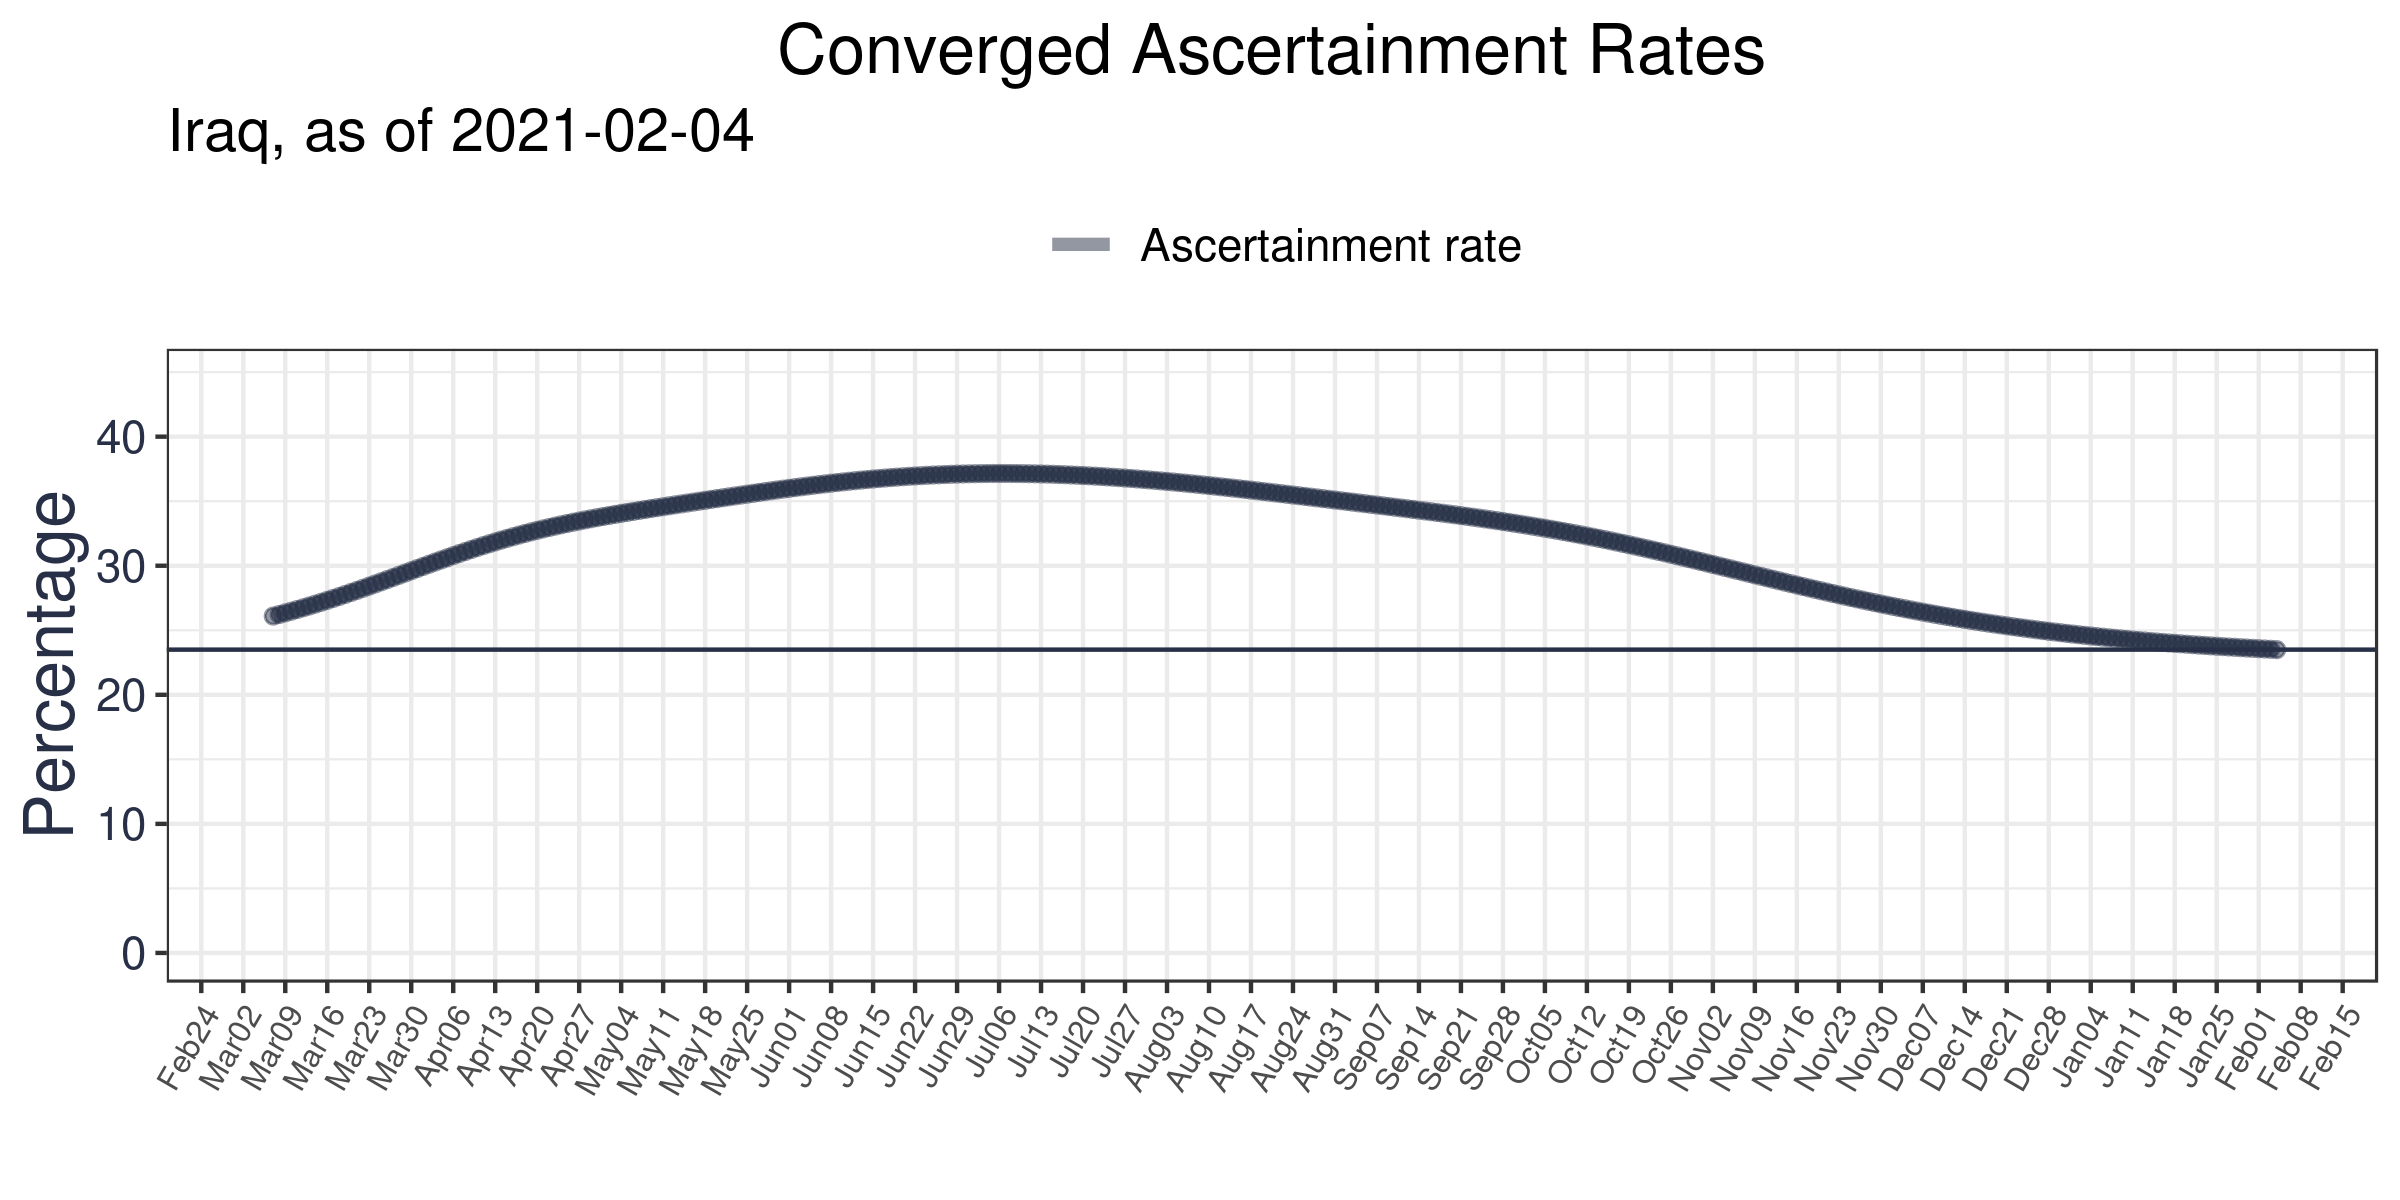 Converged Ascertainment Rates
Iraq, as of 2021-02-04
Ascertainment rate
Percentage
40
30
20
10
0
Feb24 Mar02 Mar09 Mar16 Mar23 Mar30 Apr06 Apr13 Apr20 Apr27 May04 May11 May18 May25 Jun01 Jun08 Jun15 Jun22 Jun29 Jul06 Jul13 Jul20 Jul27 Aug03 Aug10 Aug17 Aug24 Aug31 Sep07 Sep14 Sep21 Sep28 Oct05 Oct12 Oct19 Oct26 Nov02 Nov09 Nov16 Nov23 Nov30 Dec07 Dec14 Dec21 Dec28 Jan04 Jan11 Jan18 Jan25 Feb01 Feb08 Feb15